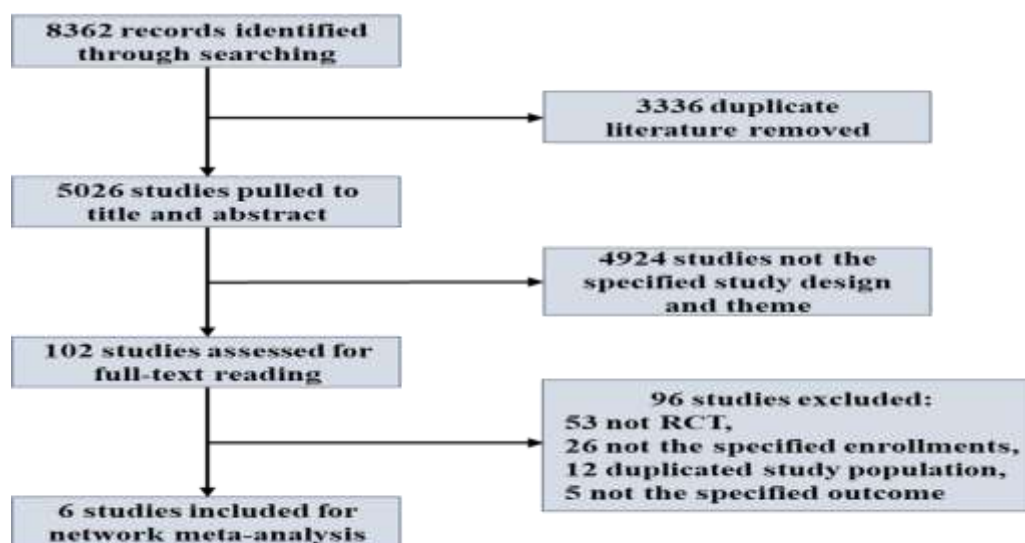 8362 records identified
through searching
3336 duplicate
literature removed
5026 studies pulled to
title and abstract
4924 studies not the
specified study design
and theme
102 studies assessed for
full-text reading
96 studies excluded:
53 not RCT,
26 not the specified enrollments,
12 duplicated study population,
5 not the specified outcome
6 studies included for
network meta-analysis